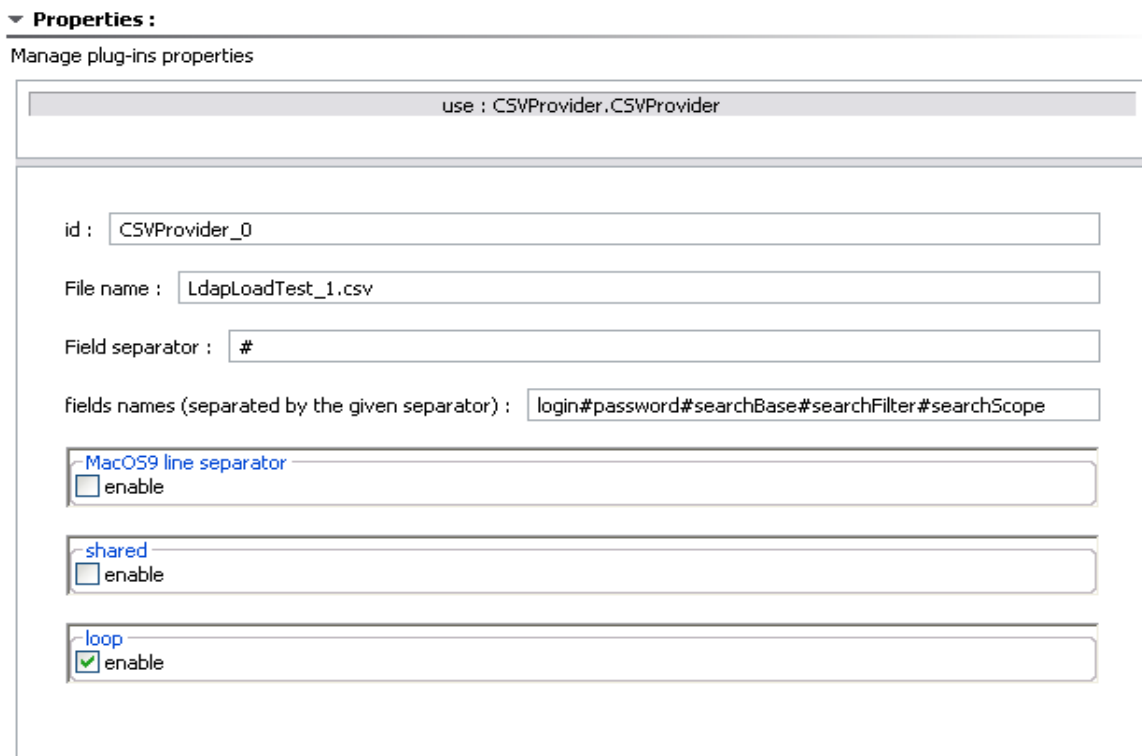 Properties :
Manage plug-ins properties
use : CSVProvider.CSVProvider
id : CSVProvider_0
File name : LdapLoadTest_1.csv
Field separator : #
fields names (separated by the given separator) : login#password#searchBase#searchFilter#searchScope
MacOS9 line separator
enable
shared
enable
loop
enable